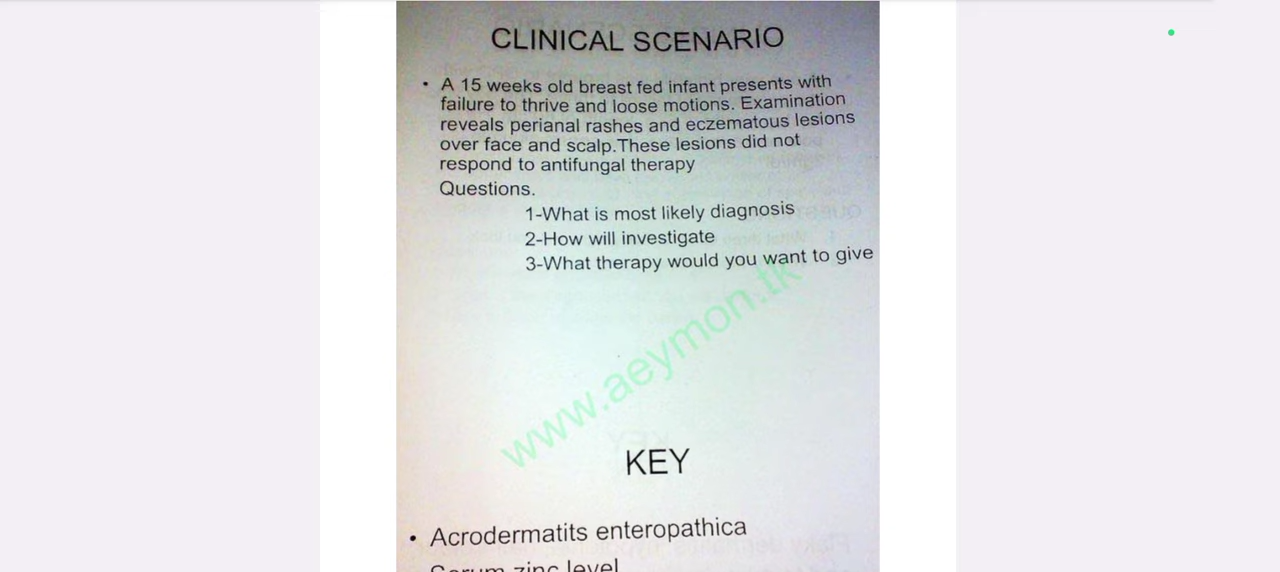 CLINICAL SCENARIO
• A 15 weeks old breast fed infant presents with
failure to thrive and loose motions. Examination
reveals perianal rashes and eczematous lesions
over face and scalp.These lesions did not
respond to antifungal therapy
Questions.
1-What is most likely diagnosis
2-How will investigate
3-What therapy would you want to give
www.aeymon.tk
KEY
• Acrodermatits enteropathica
Serum zinc level